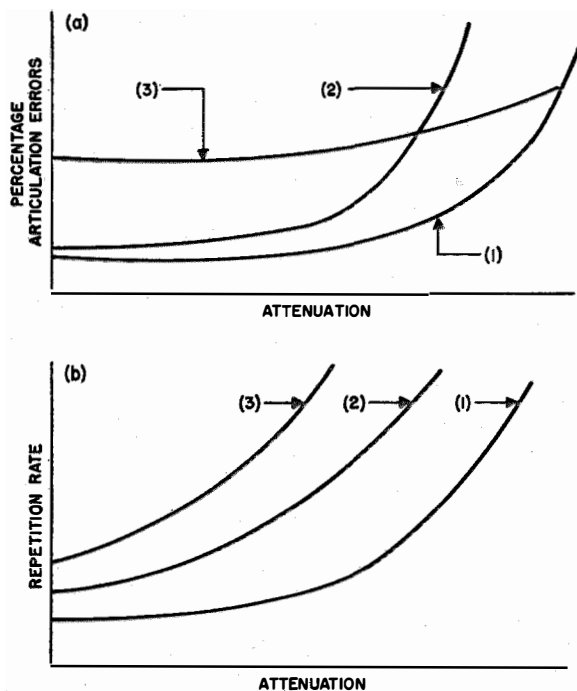 (a)
(3)
(2)
(1)
PERCENTAGE
ARTICULATION ERRORS
ATTENUATION
(b)
(3)
(2)
(1)
REPETITION RATE
ATTENUATION